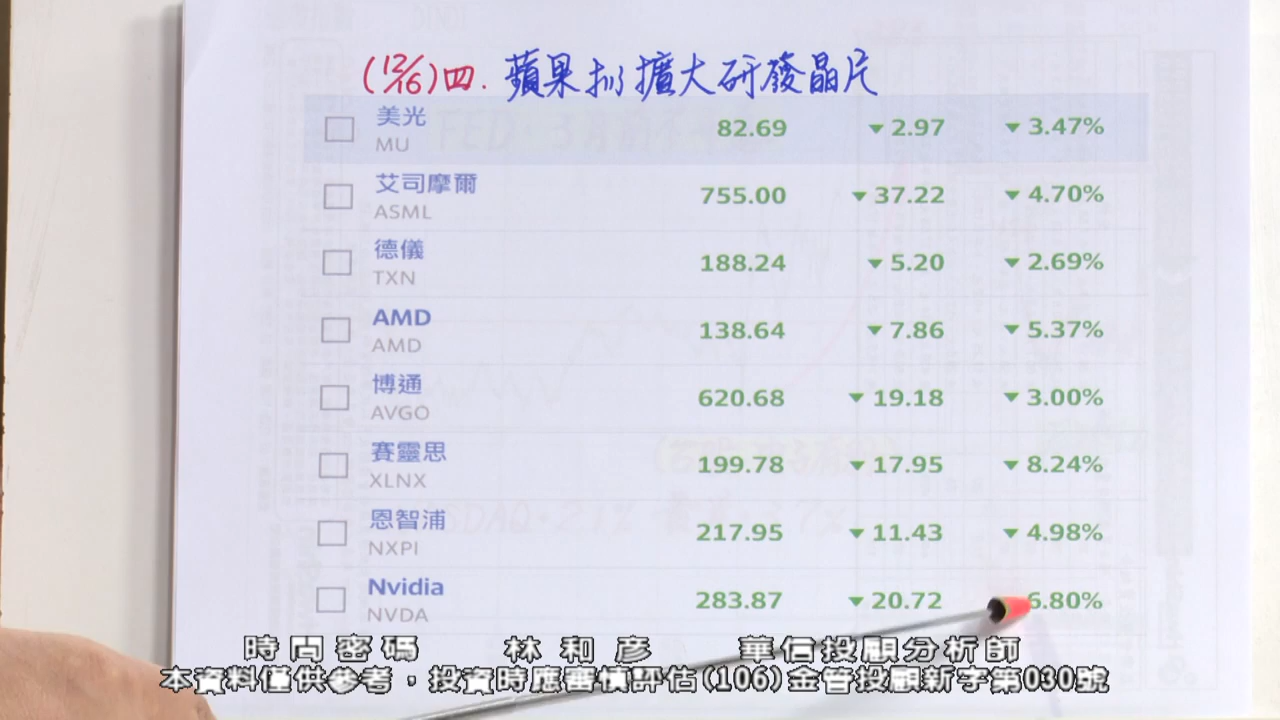 (12/16)四. 蘋果擴大研發晶片
美光 82.69 ▼2.97 ▼3.47%
MU
艾司摩爾 755.00 ▼37.22 ▼4.70%
ASML
德儀 188.24 ▼5.20 ▼2.69%
TXN
AMD 138.64 ▼7.86 ▼5.37%
AMD
博通 620.68 ▼19.18 ▼3.00%
AVGO
賽靈思 199.78 ▼17.95 ▼8.24%
XLNX
恩智浦 217.95 ▼11.43 ▼4.98%
NXPI
Nvidia 283.87 ▼20.72 6.80%
NVDA
時間密碼 林和彥 華信投顧分析師
本資料僅供參考，投資時應審慎評估(106)金管投顧新字第030號